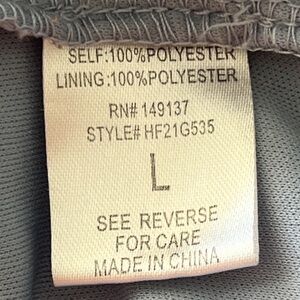 SELF:100%POLYESTER
LINING:100%POLYESTER
RN# 149137
STYLE# HF21G535
L
SEE REVERSE
FOR CARE
MADE IN CHINA